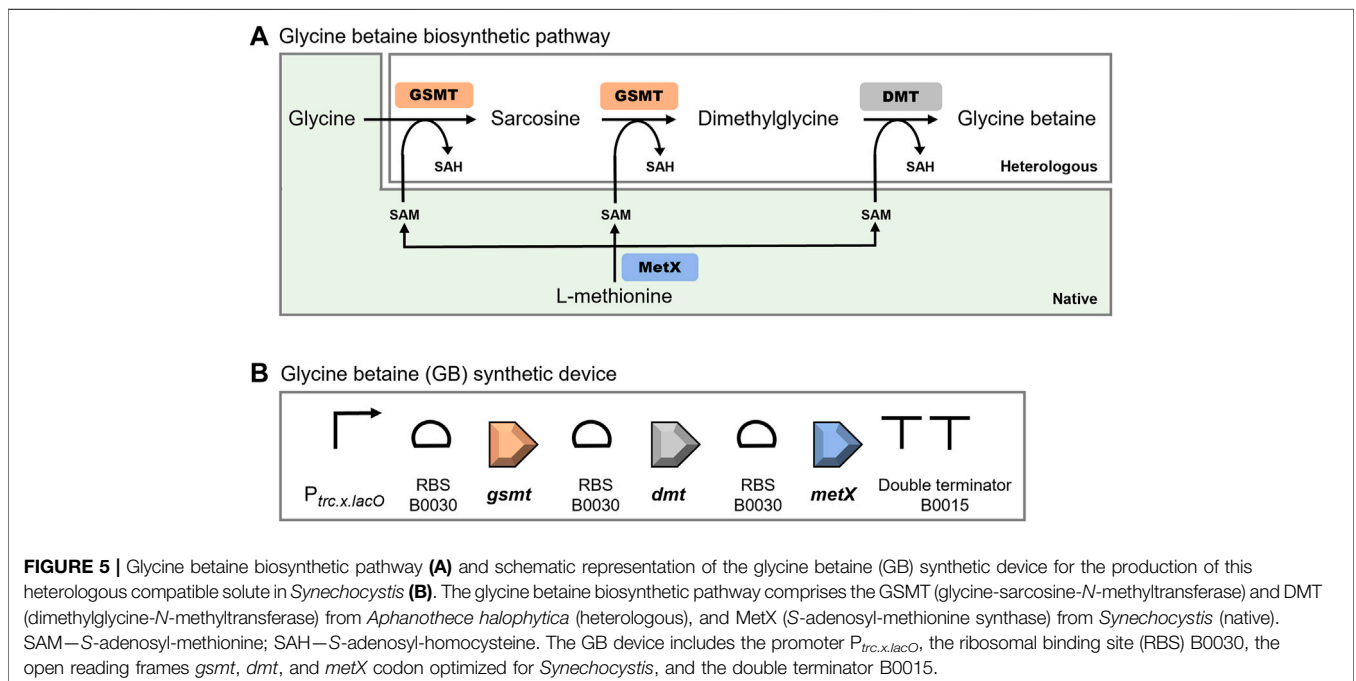 A Glycine betaine biosynthetic pathway
GSMT GSMT DMT
Glycine Sarcosine Dimethylglycine Glycine betaine
SAH SAH SAH Heterologous
SAM SAM SAM
MetX
L-methionine Native
B Glycine betaine (GB) synthetic device
Ptrc.x.lacO RBS gsmt RBS dmt RBS metX Double terminator
B0030 B0030 B0030 B0015
FIGURE 5 | Glycine betaine biosynthetic pathway (A) and schematic representation of the glycine betaine (GB) synthetic device for the production of this
heterologous compatible solute in Synechocystis (B). The glycine betaine biosynthetic pathway comprises the GSMT (glycine-sarcosine-N-methyltransferase) and DMT
(dimethylglycine-N-methyltransferase) from Aphanothece halophytica (heterologous), and MetX (S-adenosyl-methionine synthase) from Synechocystis (native).
SAM—S-adenosyl-methionine; SAH—S-adenosyl-homocysteine. The GB device includes the promoter Ptrc.x.lacO, the ribosomal binding site (RBS) B0030, the
open reading frames gsmt, dmt, and metX codon optimized for Synechocystis, and the double terminator B0015.